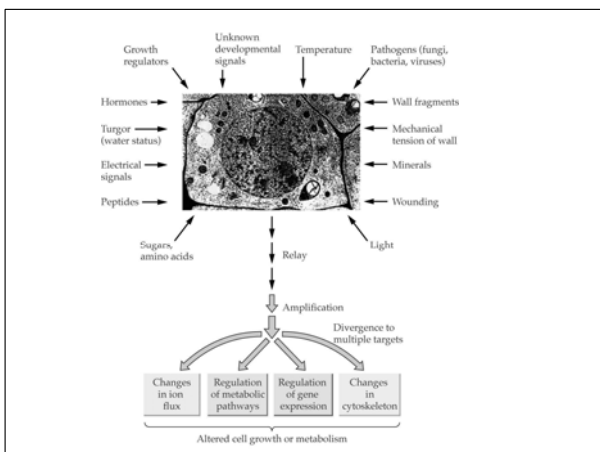 Unknown
developmental
signals
Growth
regulators
Temperature
Pathogens (fungi,
bacteria, viruses)
Hormones
Wall fragments
Turgor
(water status)
Mechanical
tension of wall
Electrical
signals
Minerals
Peptides
Wounding
Sugars,
amino acids
Light
Relay
Amplification
Divergence to
multiple targets
Changes
in ion
flux
Regulation
of metabolic
pathways
Regulation
of gene
expression
Changes
in
cytoskeleton
Altered cell growth or metabolism